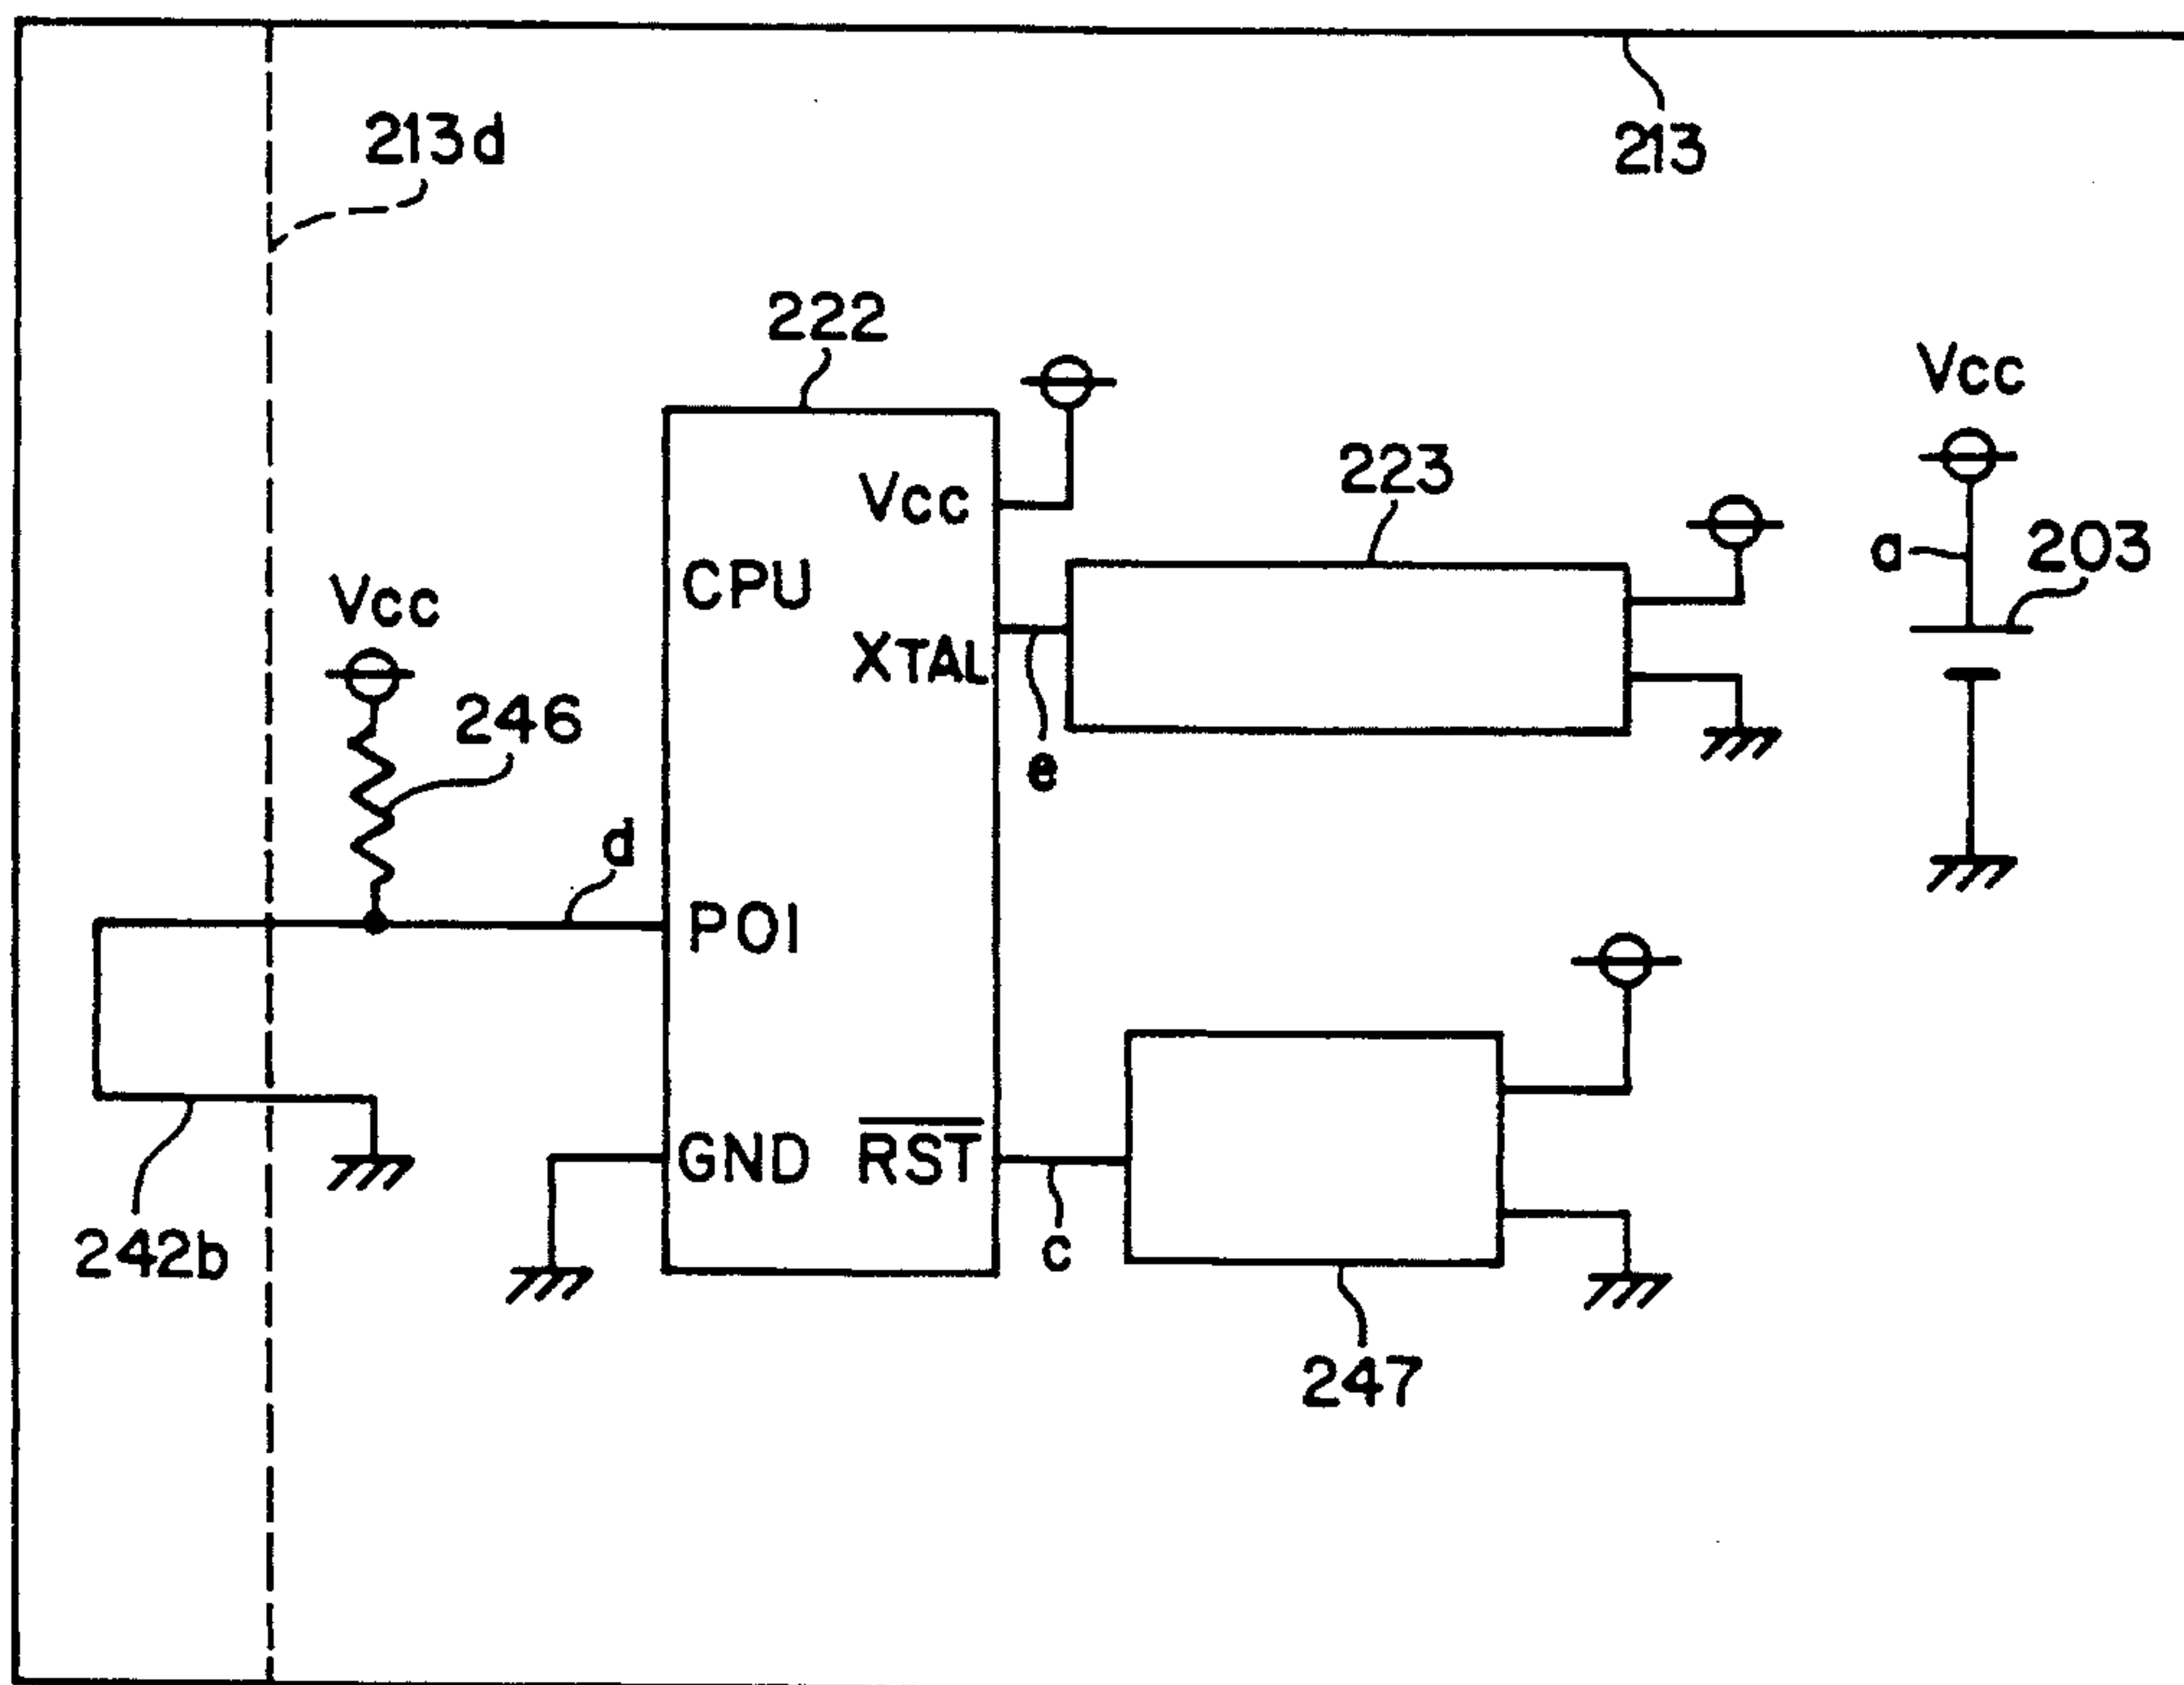 213d
213
222
Vcc
Vcc
223
a
203
CPU
Vcc
XTAL
246
e
d
P01
GND
RST
242b
c
247